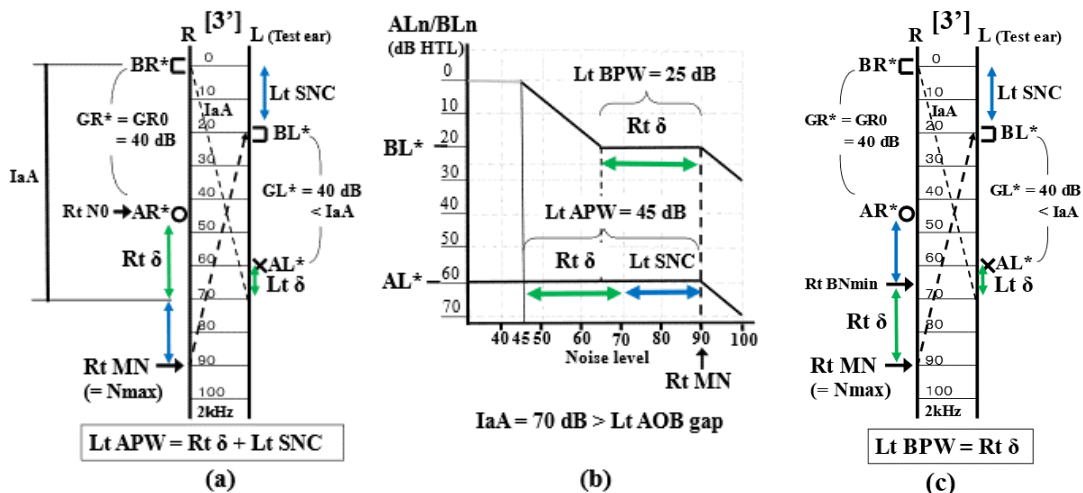 [3’]
R
L (Test ear)
BR*
0
10
IaA
Lt SNC
GR* = GR0
= 40 dB
20
BL*
30
IaA
40
GL* = 40 dB
< IaA
Rt N0
AR*
50
Rt δ
60
AL*
Lt δ
70
80
Rt MN
90
(= Nmax)
100
2kHz
Lt APW = Rt δ + Lt SNC
(a)
ALn/BLn
(dB HTL)
0
Lt BPW = 25 dB
10
Rt δ
BL*
20
30
40
50
Lt APW = 45 dB
Rt δ
Lt SNC
AL*
60
70
40 45 50 60 70 80 90 100
Noise level
Rt MN
IaA = 70 dB > Lt AOB gap
(b)
[3’]
R
L (Test ear)
BR*
0
10
IaA
Lt SNC
GR* = GR0
= 40 dB
20
BL*
30
40
GL* = 40 dB
< IaA
AR*
50
60
AL*
Rt BNmin
Lt δ
70
Rt δ
80
Rt MN
90
(= Nmax)
100
2kHz
Lt BPW = Rt δ
(c)